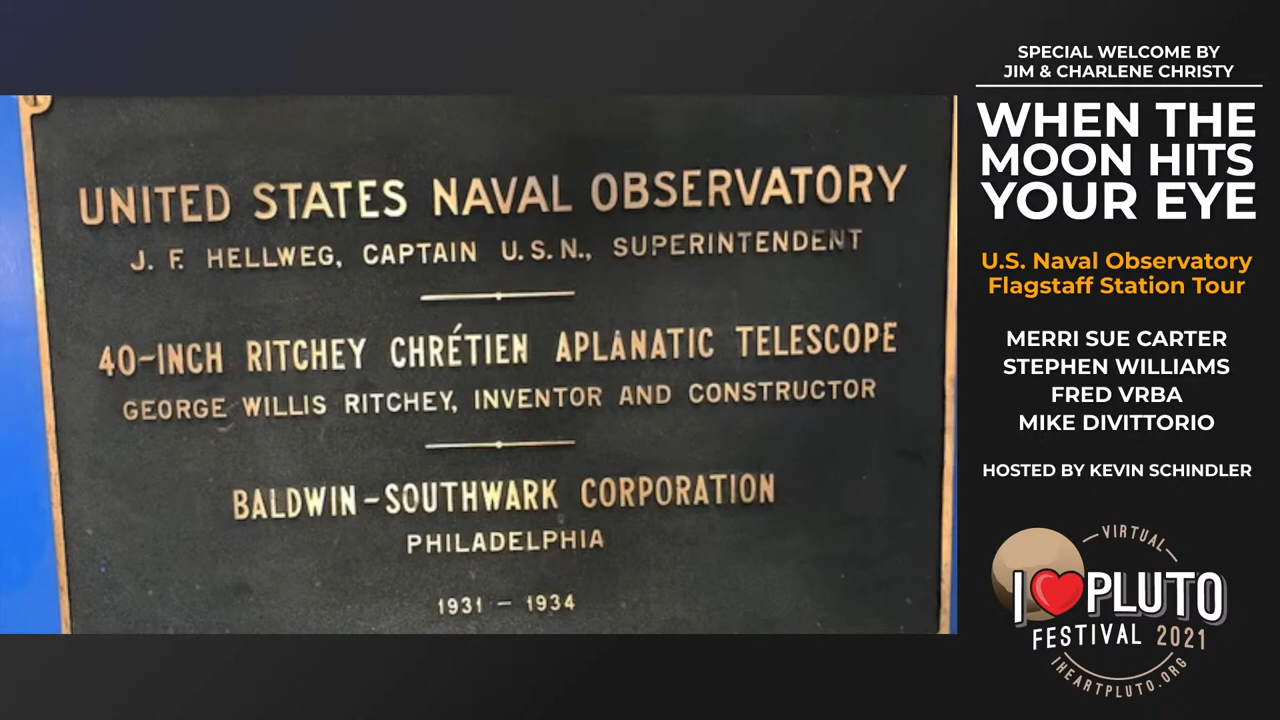 UNITED STATES NAVAL OBSERVATORY
J. F. HELLWEG, CAPTAIN U.S.N., SUPERINTENDENT
40-INCH RITCHEY CHRÉTIEN APLANATIC TELESCOPE
GEORGE WILLIS RITCHEY, INVENTOR AND CONSTRUCTOR
BALDWIN-SOUTHWARK CORPORATION
PHILADELPHIA
1931 - 1934
SPECIAL WELCOME BY
JIM & CHARLENE CHRISTY
WHEN THE
MOON HITS
YOUR EYE
U.S. Naval Observatory
Flagstaff Station Tour
MERRI SUE CARTER
STEPHEN WILLIAMS
FRED VRBA
MIKE DIVITTORIO
HOSTED BY KEVIN SCHINDLER
VIRTUAL
I PLUTO
FESTIVAL 2021
IHEARTPLUTO.ORG